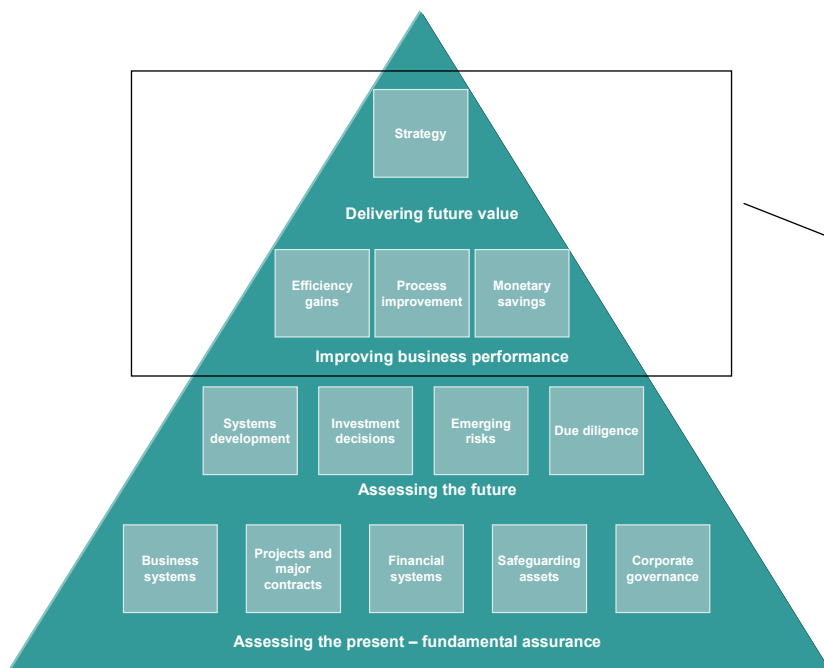 Strategy
Delivering future value
Efficiency
gains
Process
improvement
Monetary
savings
Improving business performance
Systems
development
Investment
decisions
Emerging
risks
Due diligence
Assessing the future
Business
systems
Projects and
major
contracts
Financial
systems
Safeguarding
assets
Corporate
governance
Assessing the present – fundamental assurance